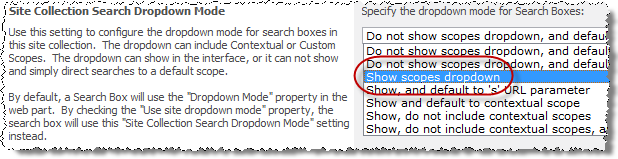 Site Collection Search Dropdown Mode
Use this setting to configure the dropdown mode for search boxes in
this site collection. The dropdown can include Contextual or Custom
Scopes. The dropdown can show in the interface, or it can not show
and simply direct searches to a default scope.
By default, a Search Box will use the "Dropdown Mode" property in the
web part. By checking the "Use site dropdown mode" property, the
search box will use this "Site Collection Search Dropdown Mode" setting
instead.
Specify the dropdown mode for Search Boxes:
Do not show scopes dropdown, and defau
Do not show scopes dropdown, and defau
Do not show scopes dropdown, and defau
Show scopes dropdown
Show, and default to 's' URL parameter
Show and default to contextual scope
Show, do not include contextual scopes
Show, do not include contextual scopes, a